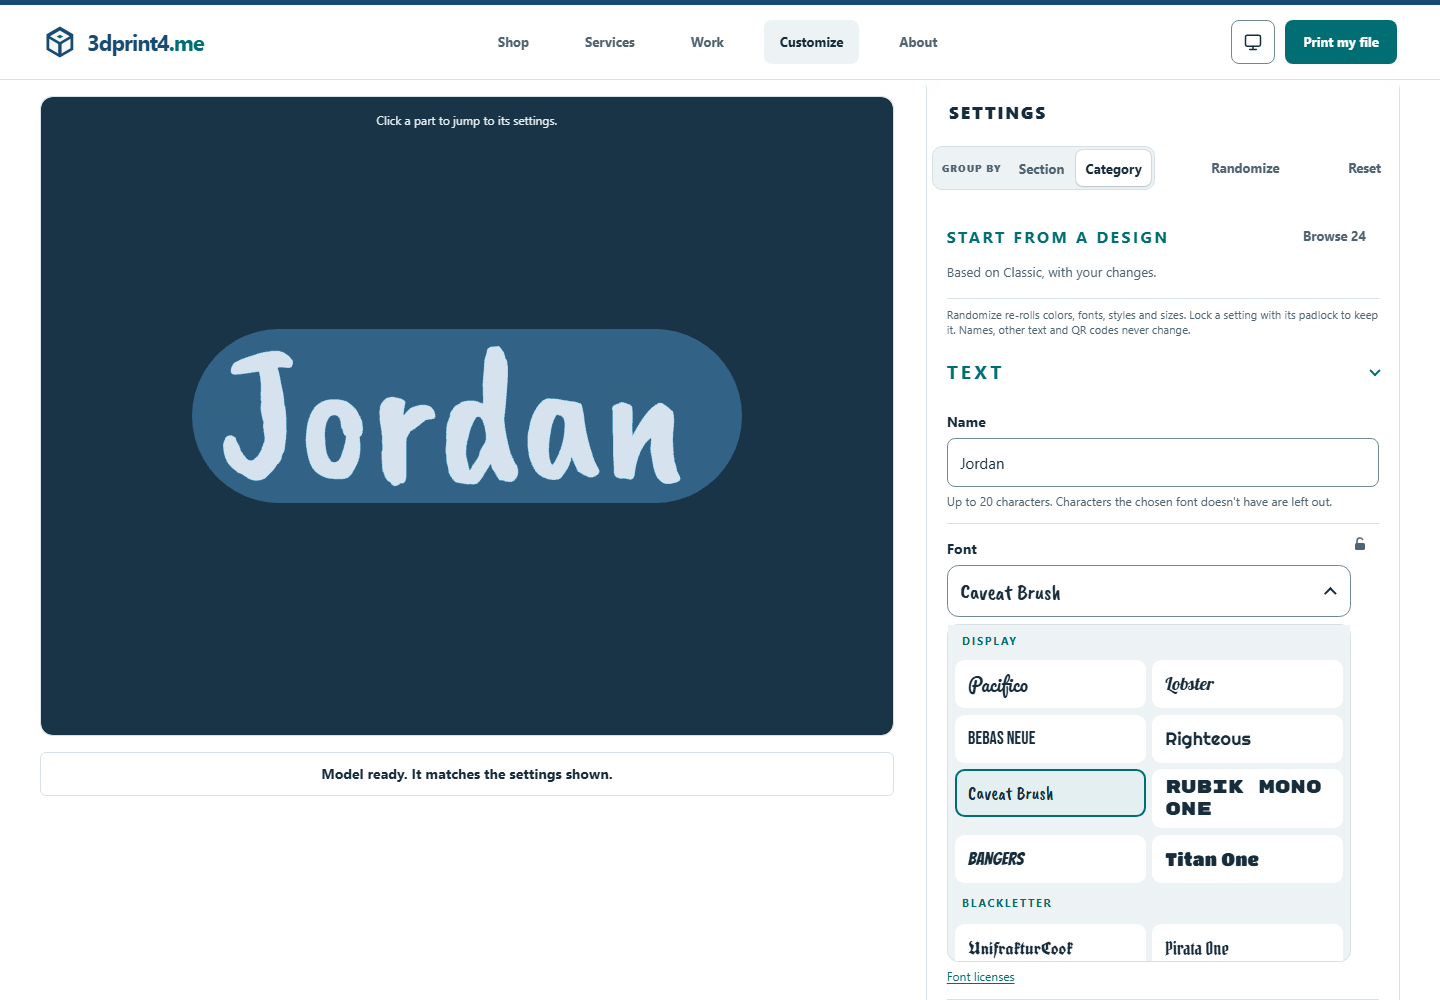 3dprint4.me
Shop
Services
Work
Customize
About
Print my file
Click a part to jump to its settings.
Jordan
Model ready. It matches the settings shown.
SETTINGS
GROUP BY
Section
Category
Randomize
Reset
START FROM A DESIGN
Browse 24
Based on Classic, with your changes.
Randomize re-rolls colors, fonts, styles and sizes. Lock a setting with its padlock to keep
it. Names, other text and QR codes never change.
TEXT
Name
Jordan
Up to 20 characters. Characters the chosen font doesn't have are left out.
Font
Caveat Brush
DISPLAY
Pacifico
Lobster
BEBAS NEUE
Righteous
Caveat Brush
RUBIK MONO
ONE
BANGERS
Titan One
BLACKLETTER
UnifrakturCook
Pirata One
Font licenses